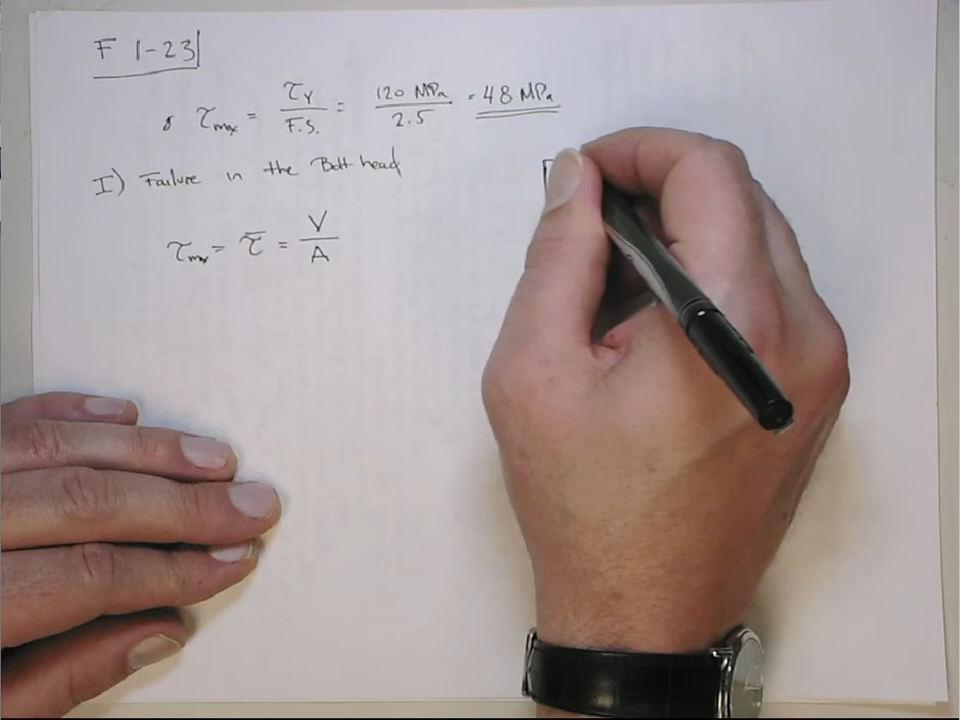 F 1-23
τmax = τY / F.S. = 120 MPa / 2.5 = 48 MPa
I) Failure in the Bolt head
τmax = τ̄ = V / A